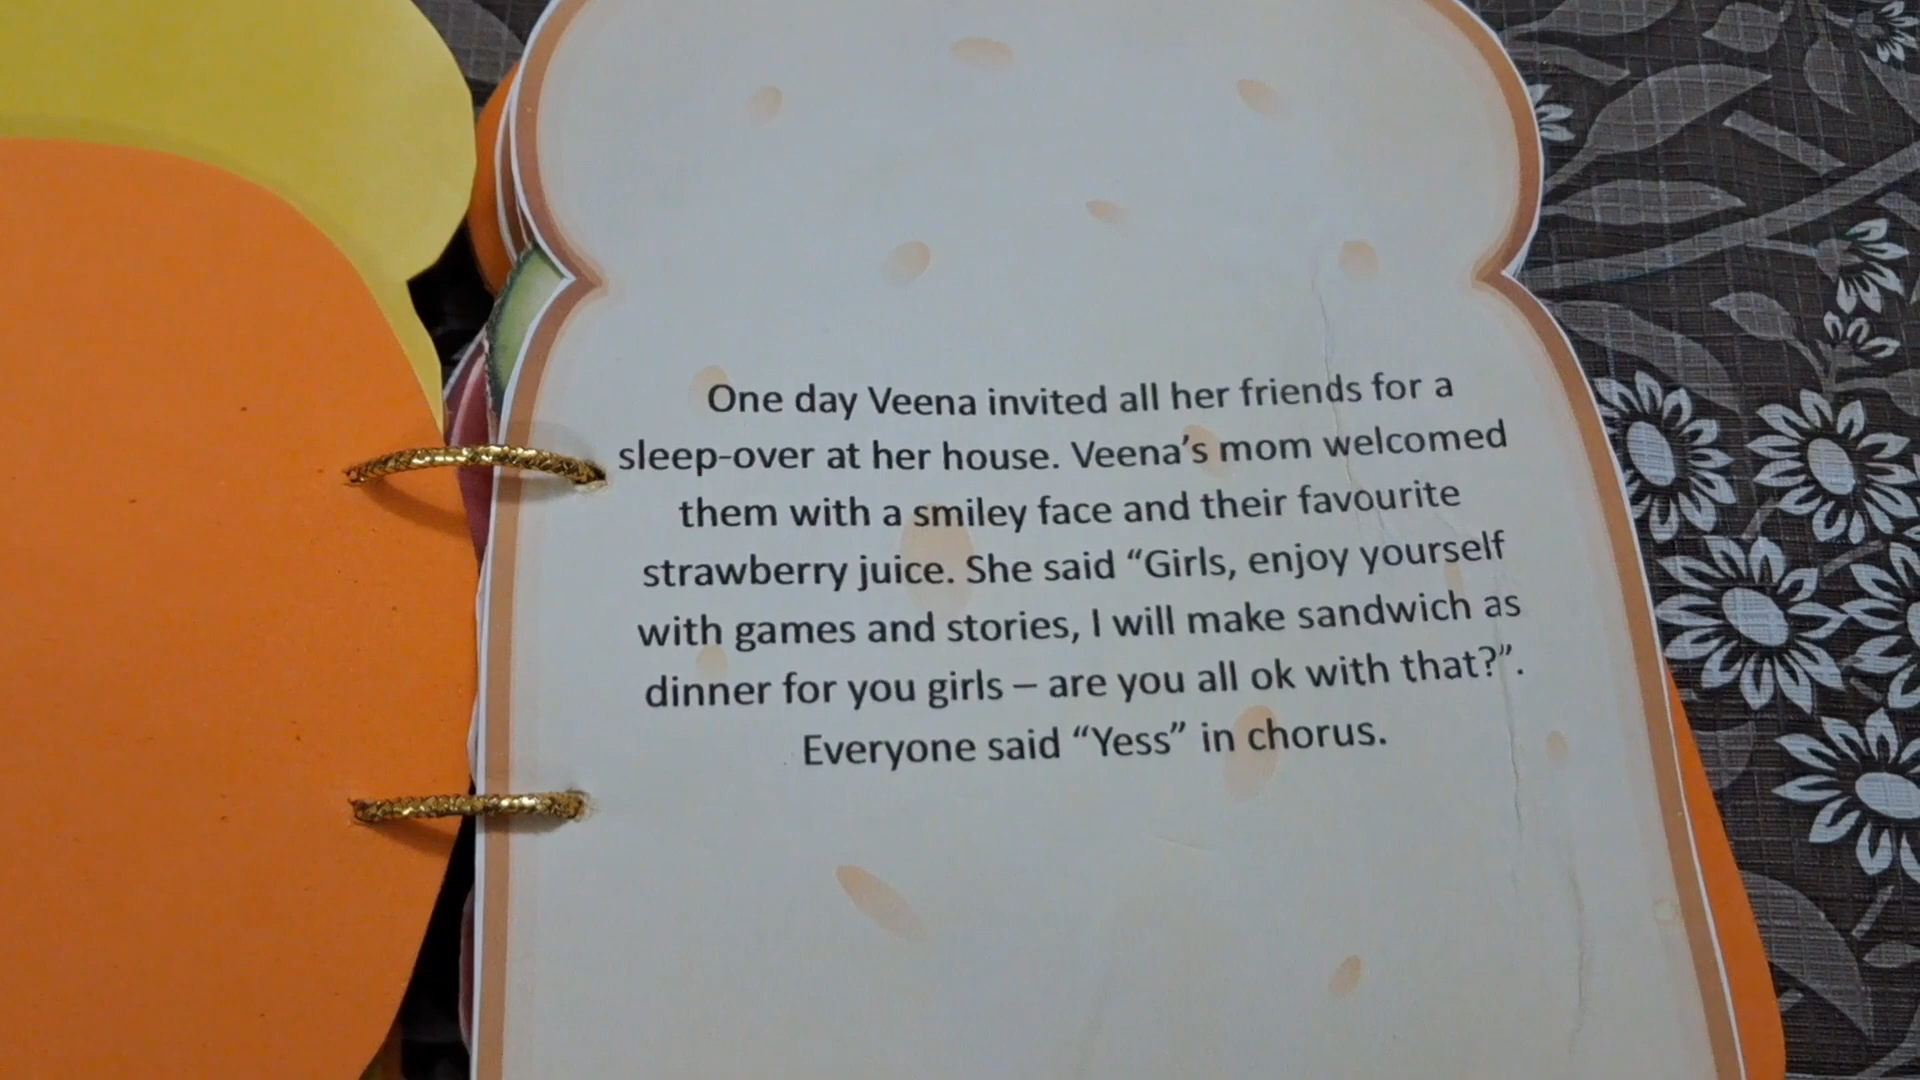 One day Veena invited all her friends for a
sleep-over at her house. Veena’s mom welcomed
them with a smiley face and their favourite
strawberry juice. She said “Girls, enjoy yourself
with games and stories, I will make sandwich as
dinner for you girls – are you all ok with that?”.
Everyone said “Yess” in chorus.